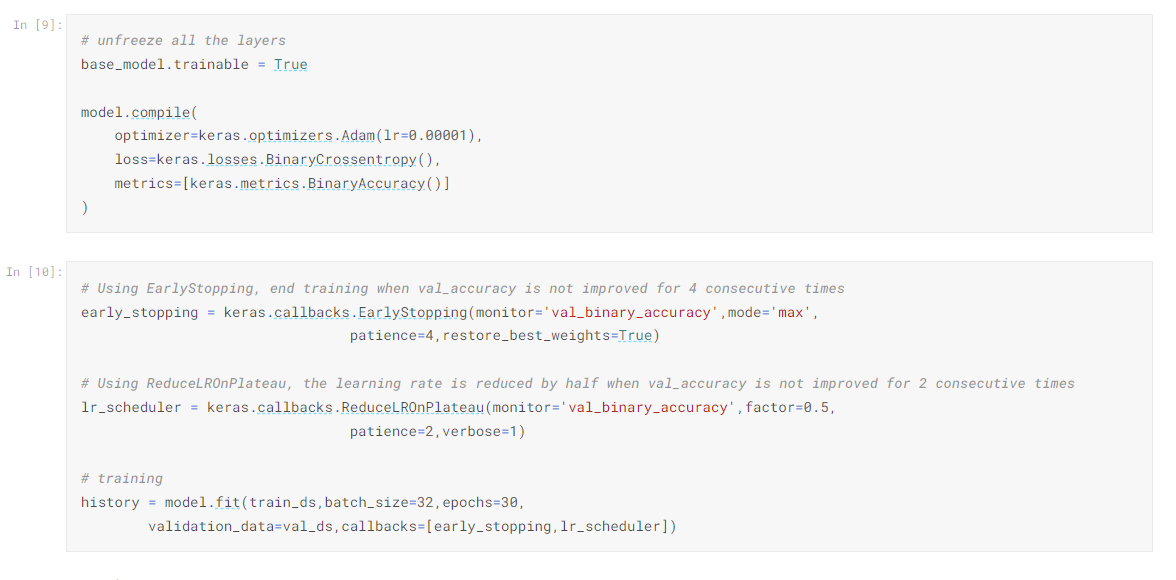 In [9]:
# unfreeze all the layers
base_model.trainable = True
model.compile(
optimizer=keras.optimizers.Adam(lr=0.00001),
loss=keras.losses.BinaryCrossentropy(),
metrics=[keras.metrics.BinaryAccuracy()]
)
In [10]:
# Using EarlyStopping, end training when val_accuracy is not improved for 4 consecutive times
early_stopping = keras.callbacks.EarlyStopping(monitor='val_binary_accuracy',mode='max',
patience=4,restore_best_weights=True)
# Using ReduceLROnPlateau, the learning rate is reduced by half when val_accuracy is not improved for 2 consecutive times
lr_scheduler = keras.callbacks.ReduceLROnPlateau(monitor='val_binary_accuracy',factor=0.5,
patience=2,verbose=1)
# training
history = model.fit(train_ds,batch_size=32,epochs=30,
validation_data=val_ds,callbacks=[early_stopping,lr_scheduler])